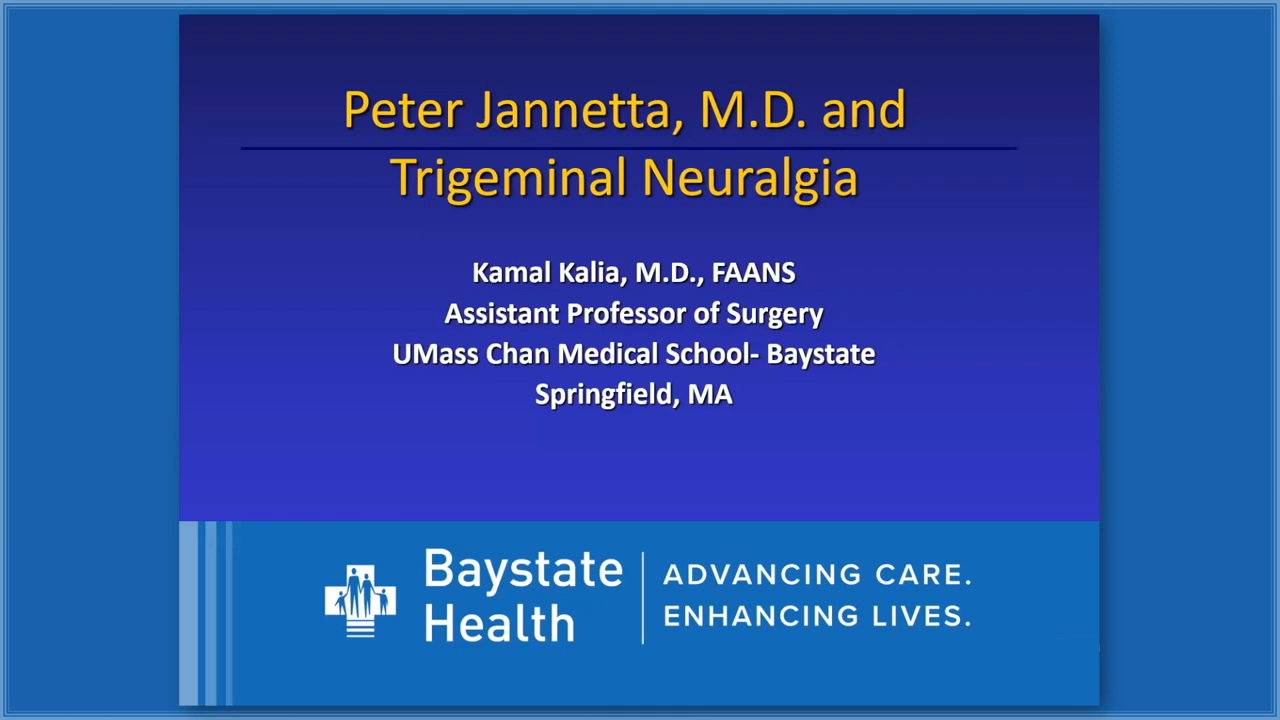 Peter Jannetta, M.D. and
Trigeminal Neuralgia
Kamal Kalia, M.D., FAANS
Assistant Professor of Surgery
UMass Chan Medical School- Baystate
Springfield, MA
Baystate
Health
ADVANCING CARE.
ENHANCING LIVES.